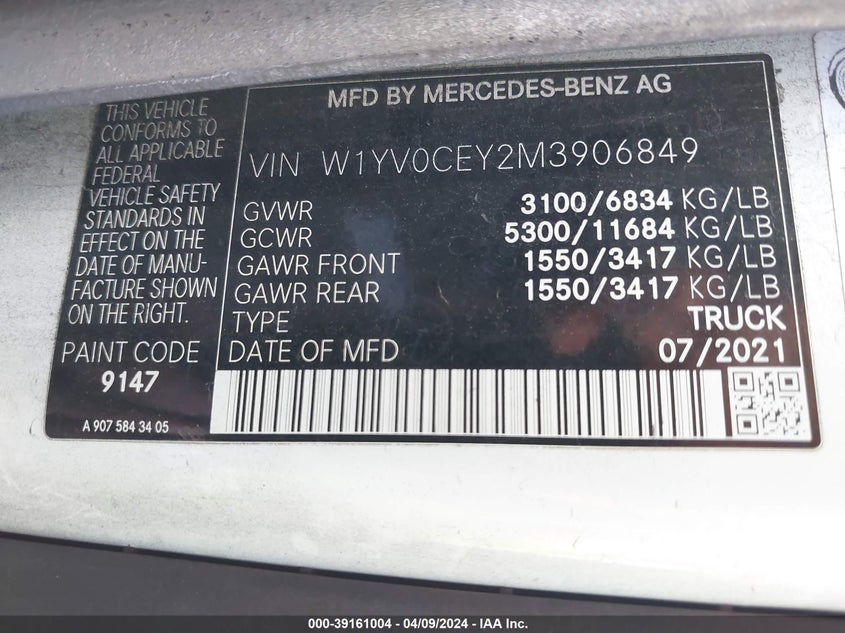 MFD BY MERCEDES-BENZ AG
THIS VEHICLE
CONFORMS TO
ALL APPLICABLE
FEDERAL
VEHICLE SAFETY
STANDARDS IN
EFFECT ON THE
DATE OF MANU-
FACTURE SHOWN
ON THE RIGHT.
PAINT CODE
9147
A 907 584 34 05
VIN W1YV0CEY2M3906849
GVWR 3100/6834 KG/LB
GCWR 5300/11684 KG/LB
GAWR FRONT 1550/3417 KG/LB
GAWR REAR 1550/3417 KG/LB
TYPE TRUCK
DATE OF MFD 07/2021
000-39161004 | 04/09/2024 | IAA Inc.